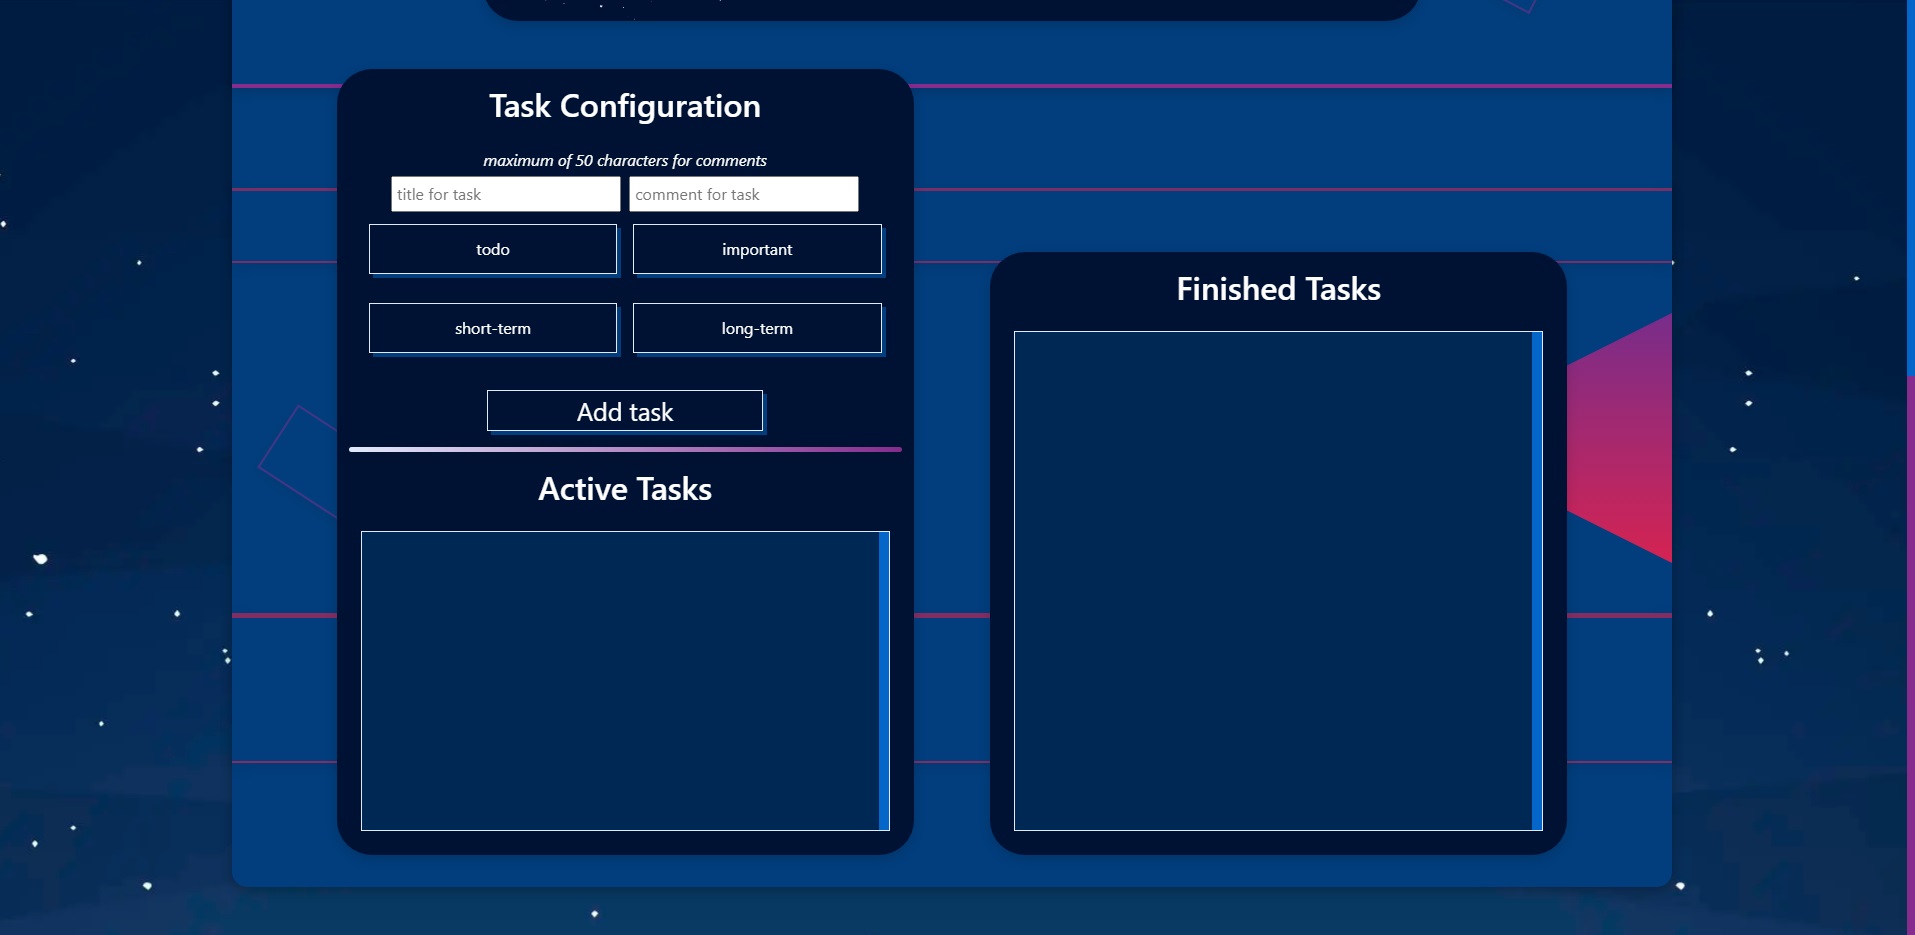 Task Configuration
maximum of 50 characters for comments
title for task
comment for task
todo
important
short-term
long-term
Add task
Active Tasks
Finished Tasks